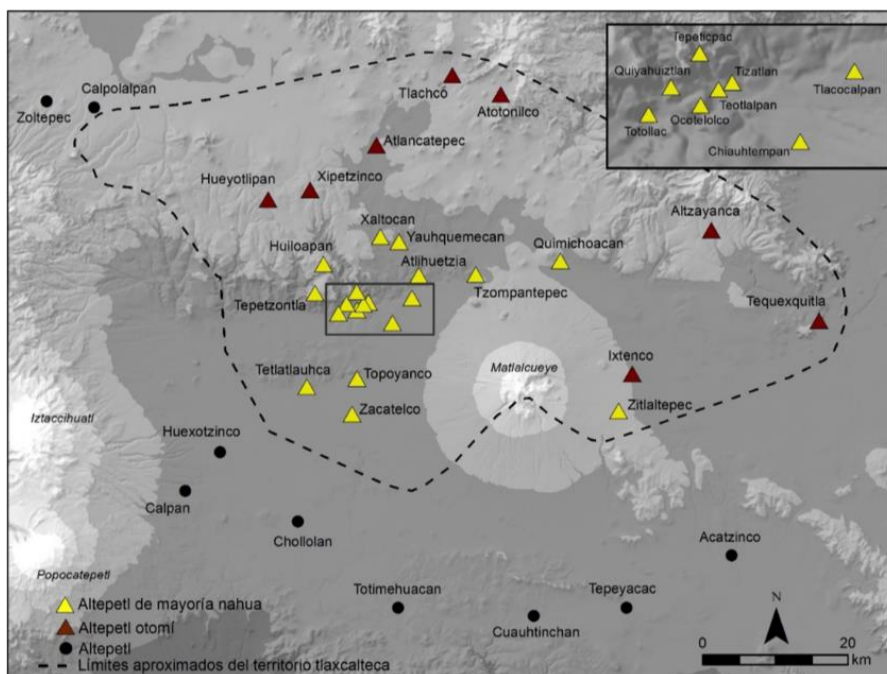 Tepeticpac
Quiyahuiztlan
Tizatlan
Tlacocalpan
Teotlalpan
Ocotelolco
Totollac
Chiauhtempan
Tlachco
Calpolalpan
Zoltepec
Atotonilco
Atlancatepec
Hueyotlipan
Xipetzinco
Altzayanca
Xaltocan
Yauhquemecan
Quimichoacan
Huiloapan
Atlihuetzia
Tepetzontla
Tzompantepec
Tequexquitla
Tetlatlauhca
Topoyanco
Matlalcueye
Ixtenco
Iztaccihuatl
Zacatelco
Zitlaltepec
Huexotzinco
Calpan
Chollolan
Acatzinco
Popocatepetl
Totimehuacan
Tepeyacac
Cuauhtinchan
N
Altepetl de mayoría nahua
Altepetl otomí
Altepetl
Límites aproximados del territorio tlaxcalteca
0 20
km